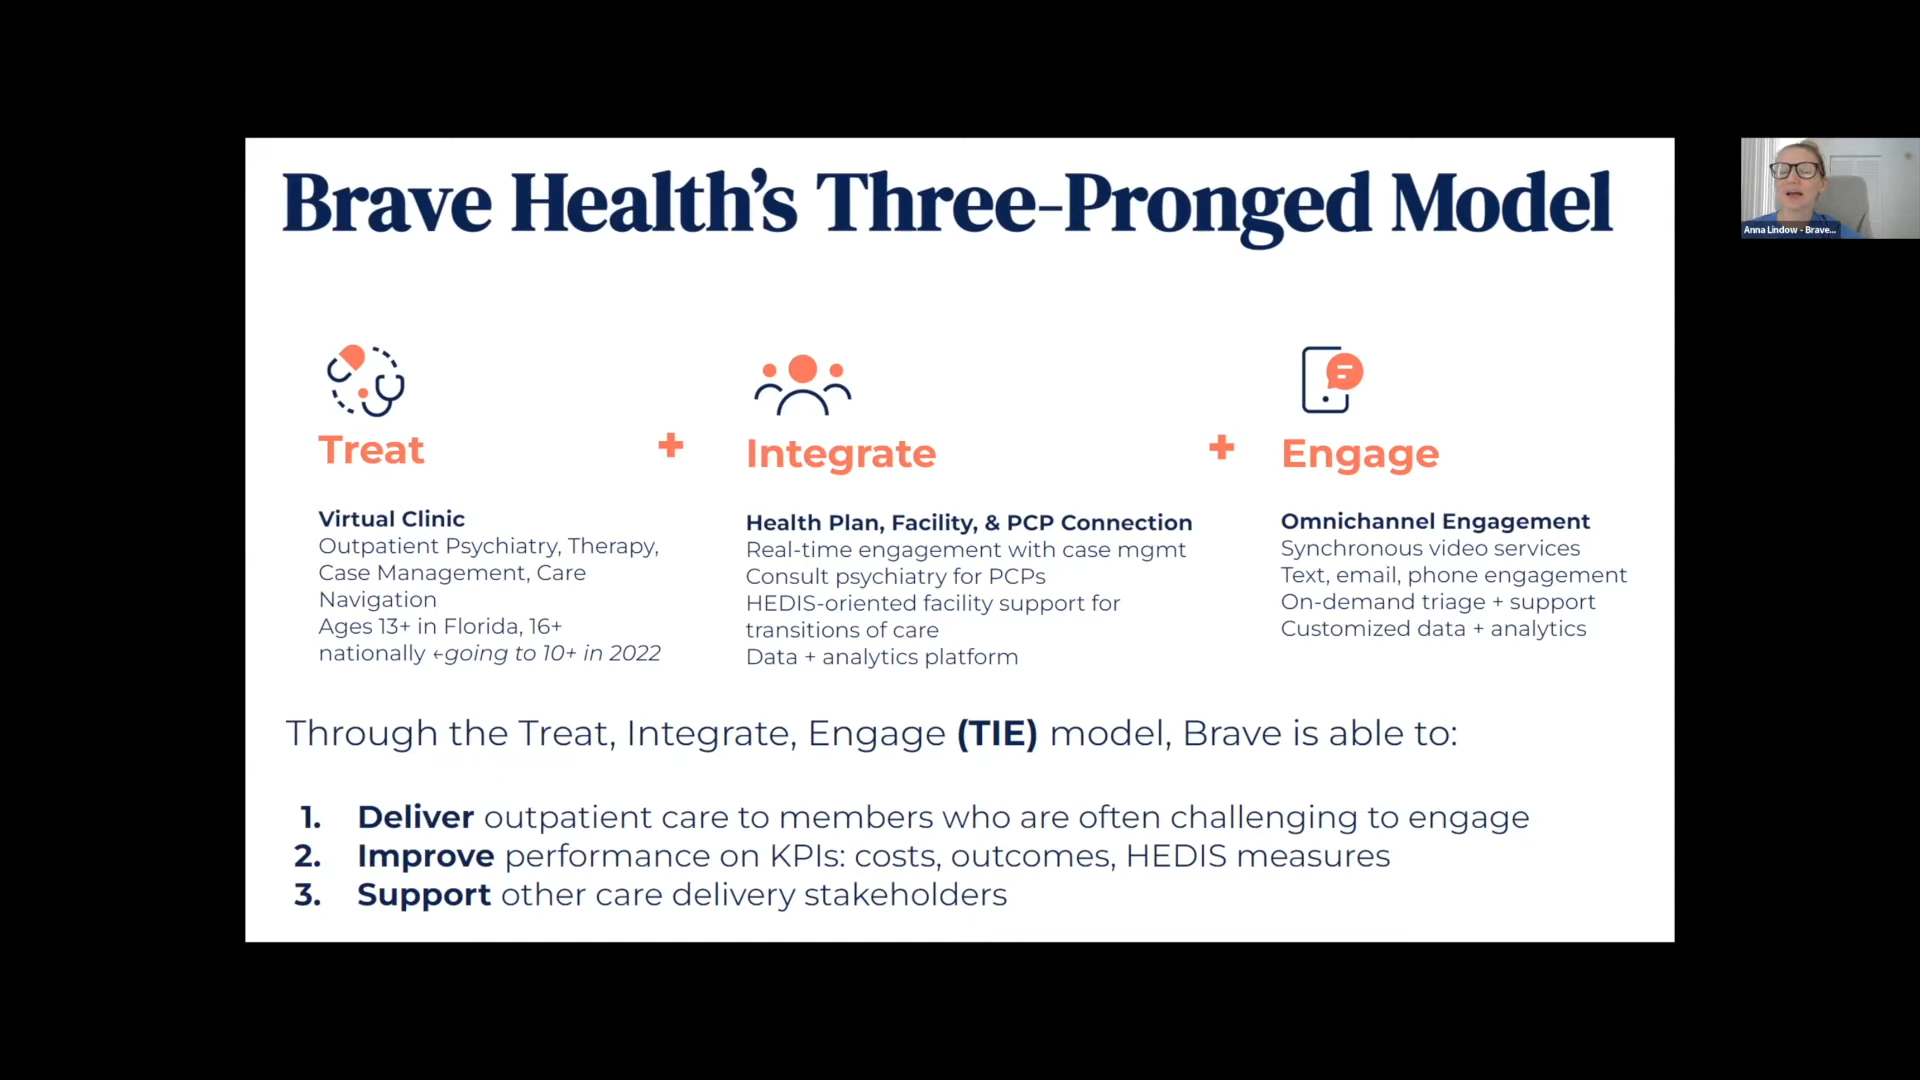 Brave Health’s Three-Pronged Model
Treat
+
Integrate
+
Engage
Virtual Clinic
Outpatient Psychiatry, Therapy,
Case Management, Care
Navigation
Ages 13+ in Florida, 16+
nationally ←going to 10+ in 2022
Health Plan, Facility, & PCP Connection
Real-time engagement with case mgmt
Consult psychiatry for PCPs
HEDIS-oriented facility support for
transitions of care
Data + analytics platform
Omnichannel Engagement
Synchronous video services
Text, email, phone engagement
On-demand triage + support
Customized data + analytics
Through the Treat, Integrate, Engage (TIE) model, Brave is able to:
1. Deliver outpatient care to members who are often challenging to engage
2. Improve performance on KPIs: costs, outcomes, HEDIS measures
3. Support other care delivery stakeholders
Anna Lindow - Brave...